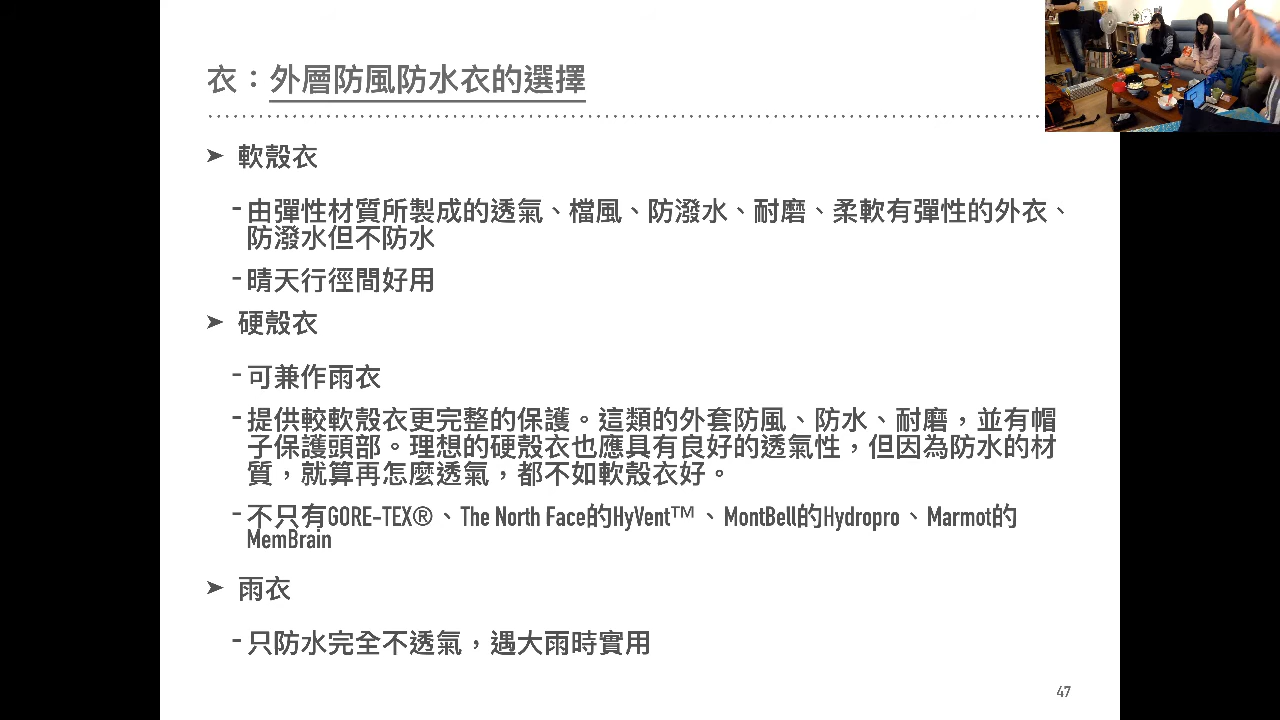 衣：外層防風防水衣的選擇
➤ 軟殼衣
-由彈性材質所製成的透氣、檔風、防潑水、耐磨、柔軟有彈性的外衣、
防潑水但不防水
-晴天行徑間好用
➤ 硬殼衣
-可兼作雨衣
-提供較軟殼衣更完整的保護。這類的外套防風、防水、耐磨，並有帽
子保護頭部。理想的硬殼衣也應具有良好的透氣性，但因為防水的材
質，就算再怎麼透氣，都不如軟殼衣好。
-不只有GORE-TEX®、The North Face的HyVent™、MontBell的Hydropro、Marmot的
MemBrain
➤ 雨衣
-只防水完全不透氣，遇大雨時實用
47